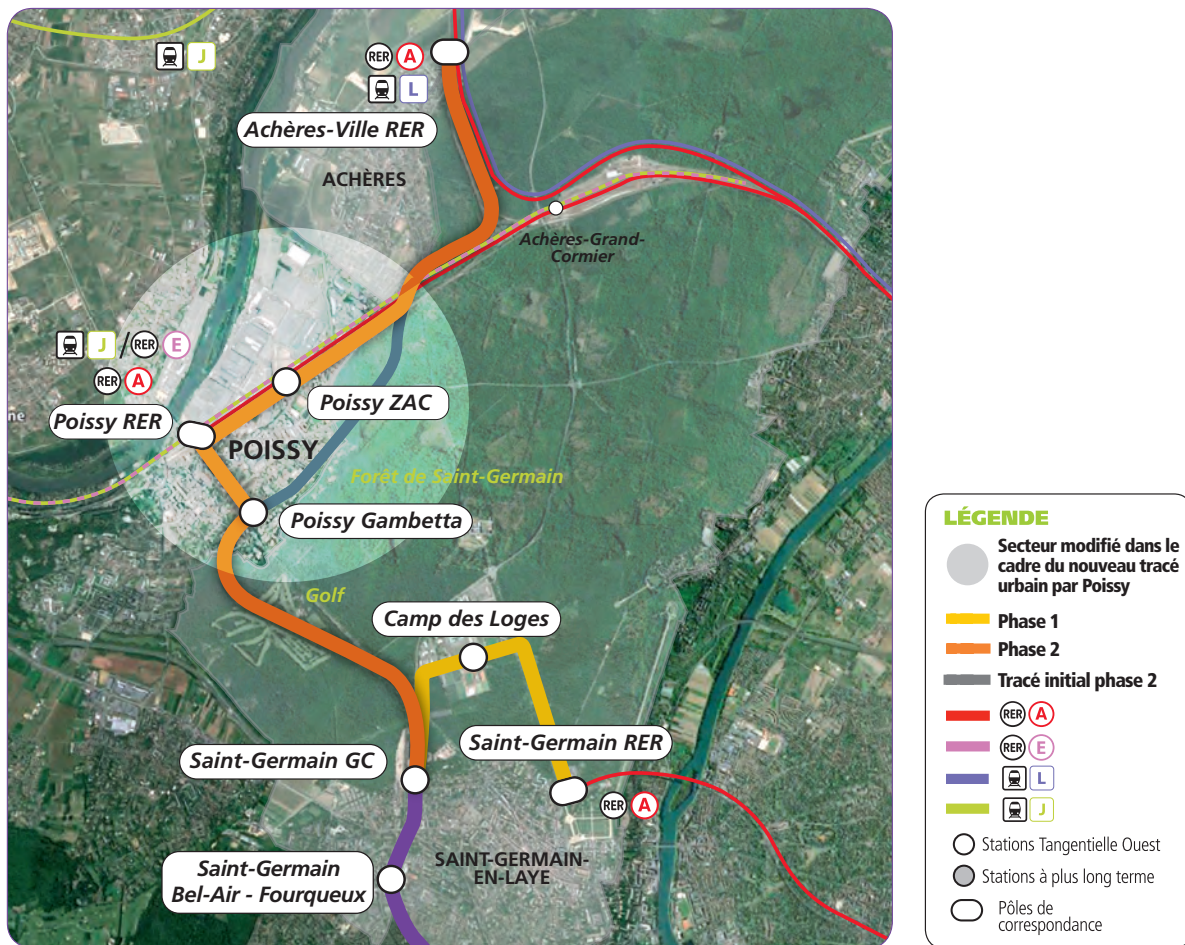 J
RER A
L
Achères-Ville RER
ACHÈRES
Achères-Grand-
Cormier
J / RER E
RER A
Poissy RER
ne
Poissy ZAC
POISSY
Forêt de Saint-Germain
Poissy Gambetta
Golf
Camp des Loges
Saint-Germain GC
Saint-Germain RER
RER A
SAINT-GERMAIN-
EN-LAYE
Saint-Germain
Bel-Air - Fourqueux
LÉGENDE
Secteur modifié dans le
cadre du nouveau tracé
urbain par Poissy
Phase 1
Phase 2
Tracé initial phase 2
RER A
RER E
L
J
Stations Tangentielle Ouest
Stations à plus long terme
Pôles de
correspondance